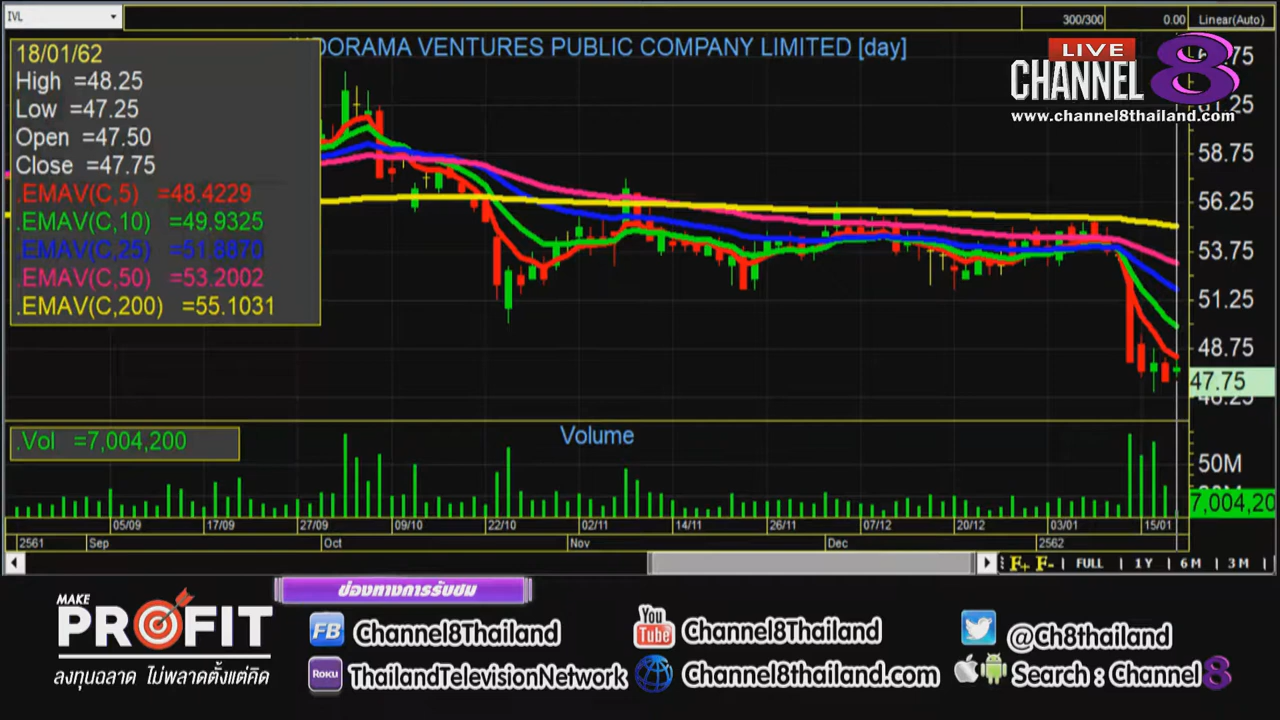 IVL
300/300
0.00
Linear(Auto)
18/01/62
High =48.25
Low =47.25
Open =47.50
Close =47.75
.EMAV(C,5) =48.4229
.EMAV(C,10) =49.9325
.EMAV(C,25) =51.8870
.EMAV(C,50) =53.2002
.EMAV(C,200) =55.1031
DORAMA VENTURES PUBLIC COMPANY LIMITED [day]
LIVE
CHANNEL 8
www.channel8thailand.com
58.75
56.25
53.75
51.25
48.75
47.75
.Vol =7,004,200
Volume
50M
7,004,20
05/09 17/09 27/09 09/10 22/10 02/11 14/11 26/11 07/12 20/12 03/01 15/01
2561 Sep Oct Nov Dec 2562
F+ F- | FULL | 1 Y | 6 M | 3 M |
ช่องทางการรับชม
MAKE
PROFIT
ลงทุนฉลาด ไม่พลาดตั้งแต่คิด
FB Channel8Thailand
You Tube Channel8Thailand
@Ch8thailand
ROKU ThailandTelevisionNetwork
Channel8thailand.com
Search : Channel 8